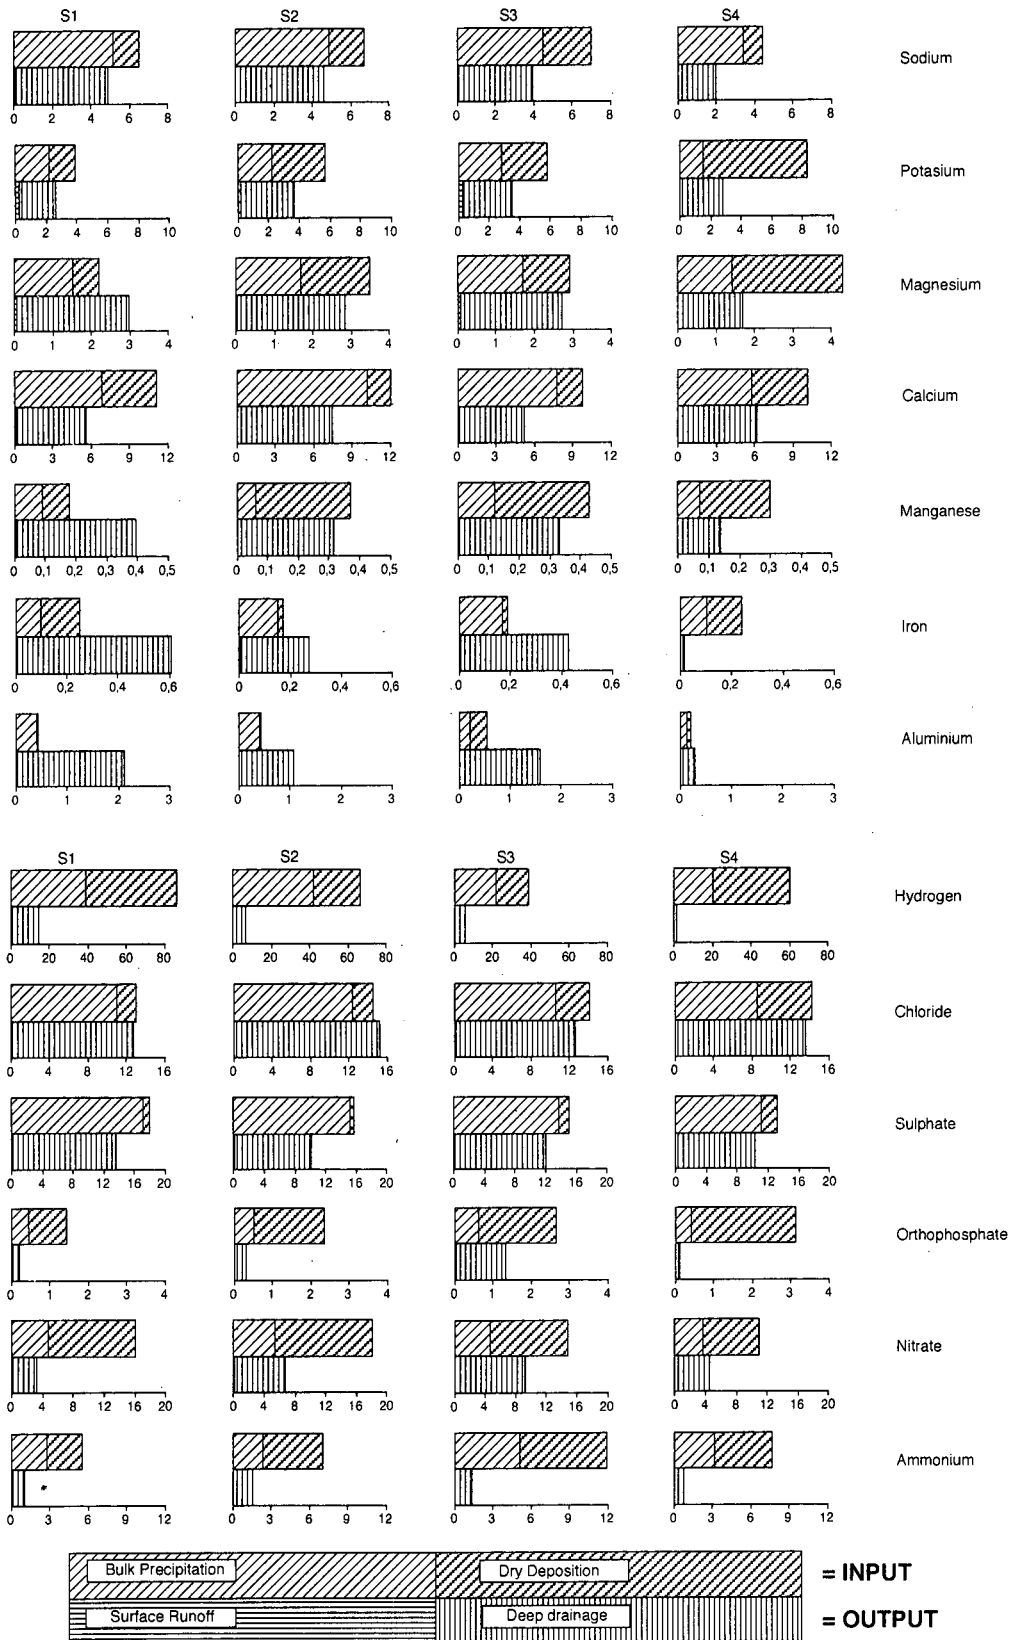 S1 S2 S3 S4
Sodium
0 2 4 6 8 0 2 4 6 8 0 2 4 6 8 0 2 4 6 8
Potasium
0 2 4 6 8 10 0 2 4 6 8 10 0 2 4 6 8 10 0 2 4 6 8 10
Magnesium
0 1 2 3 4 0 1 2 3 4 0 1 2 3 4 0 1 2 3 4
Calcium
0 3 6 9 12 0 3 6 9 12 0 3 6 9 12 0 3 6 9 12
Manganese
0 0,1 0,2 0,3 0,4 0,5 0 0,1 0,2 0,3 0,4 0,5 0 0,1 0,2 0,3 0,4 0,5 0 0,1 0,2 0,3 0,4 0,5
Iron
0 0,2 0,4 0,6 0 0,2 0,4 0,6 0 0,2 0,4 0,6 0 0,2 0,4 0,6
Aluminium
0 1 2 3 0 1 2 3 0 1 2 3 0 1 2 3
S1 S2 S3 S4
Hydrogen
0 20 40 60 80 0 20 40 60 80 0 20 40 60 80 0 20 40 60 80
Chloride
0 4 8 12 16 0 4 8 12 16 0 4 8 12 16 0 4 8 12 16
Sulphate
0 4 8 12 16 20 0 4 8 12 16 20 0 4 8 12 16 20 0 4 8 12 16 20
Orthophosphate
0 1 2 3 4 0 1 2 3 4 0 1 2 3 4 0 1 2 3 4
Nitrate
0 4 8 12 16 20 0 4 8 12 16 20 0 4 8 12 16 20 0 4 8 12 16 20
Ammonium
0 3 6 9 12 0 3 6 9 12 0 3 6 9 12 0 3 6 9 12
Bulk Precipitation Dry Deposition = INPUT
Surface Runoff Deep drainage = OUTPUT